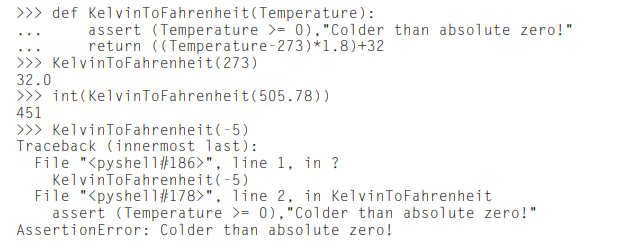 >>> def KelvinToFahrenheit(Temperature):
...     assert (Temperature >= 0),"Colder than absolute zero!"
...     return ((Temperature-273)*1.8)+32
>>> KelvinToFahrenheit(273)
32.0
>>> int(KelvinToFahrenheit(505.78))
451
>>> KelvinToFahrenheit(-5)
Traceback (innermost last):
  File "<pyshell#186>", line 1, in ?
    KelvinToFahrenheit(-5)
  File "<pyshell#178>", line 2, in KelvinToFahrenheit
    assert (Temperature >= 0),"Colder than absolute zero!"
AssertionError: Colder than absolute zero!